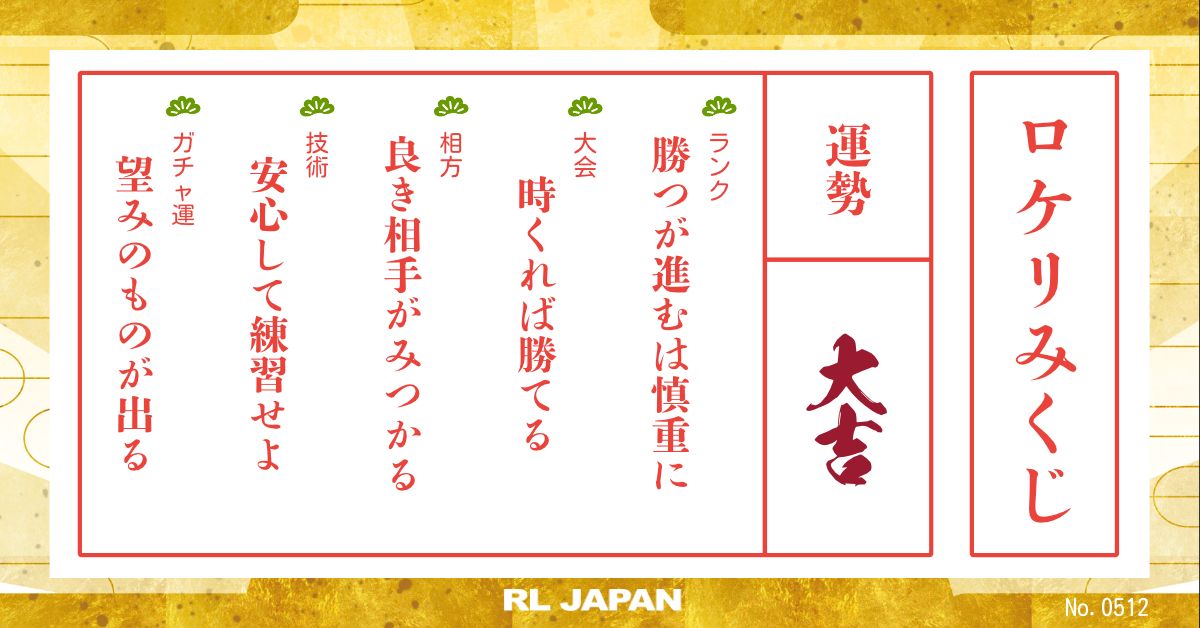 ロケリみくじ
運勢
大吉
ランク
勝つが進むは慎重に
大会
時くれば勝てる
相方
良き相手がみつかる
技術
安心して練習せよ
ガチャ運
望みのものが出る
RL JAPAN
No. 0512